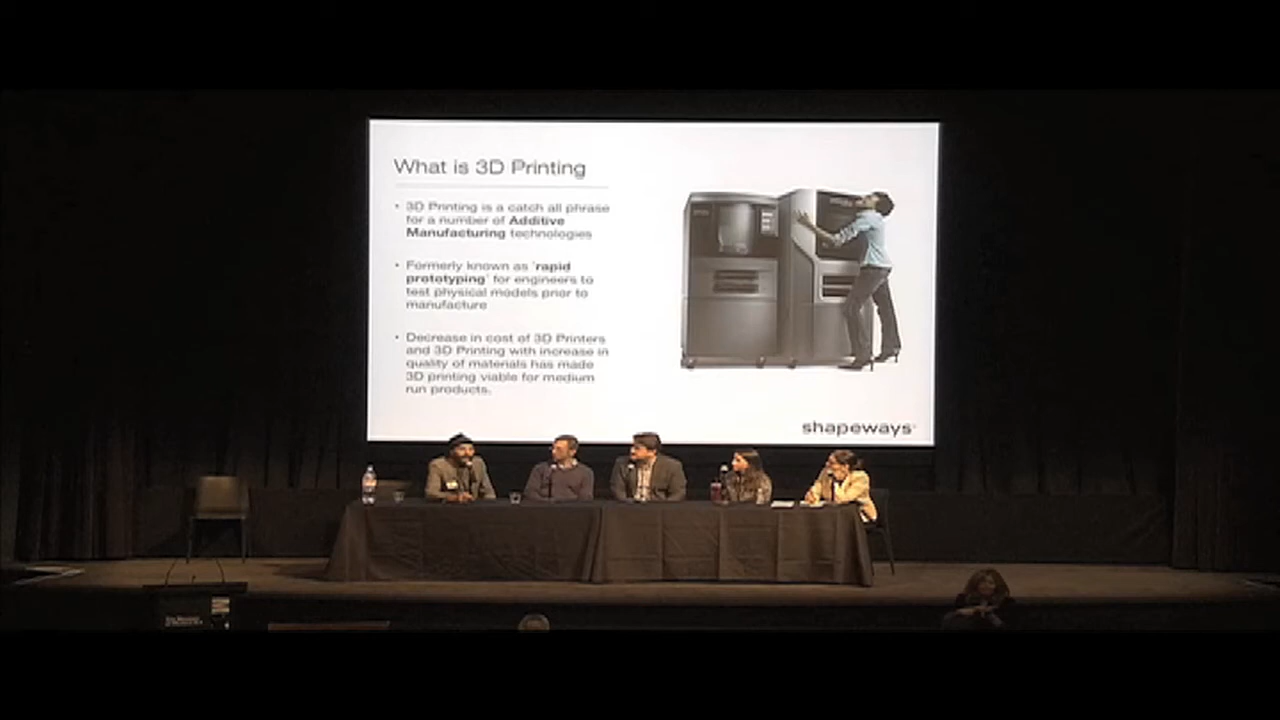 What is 3D Printing
• 3D Printing is a catch all phrase
for a number of Additive
Manufacturing technologies
• Formerly known as 'rapid
prototyping' for engineers to
test physical models prior to
manufacture
• Decrease in cost of 3D Printers
and 3D Printing with increase in
quality of materials has made
3D printing viable for medium
run products.
shapeways